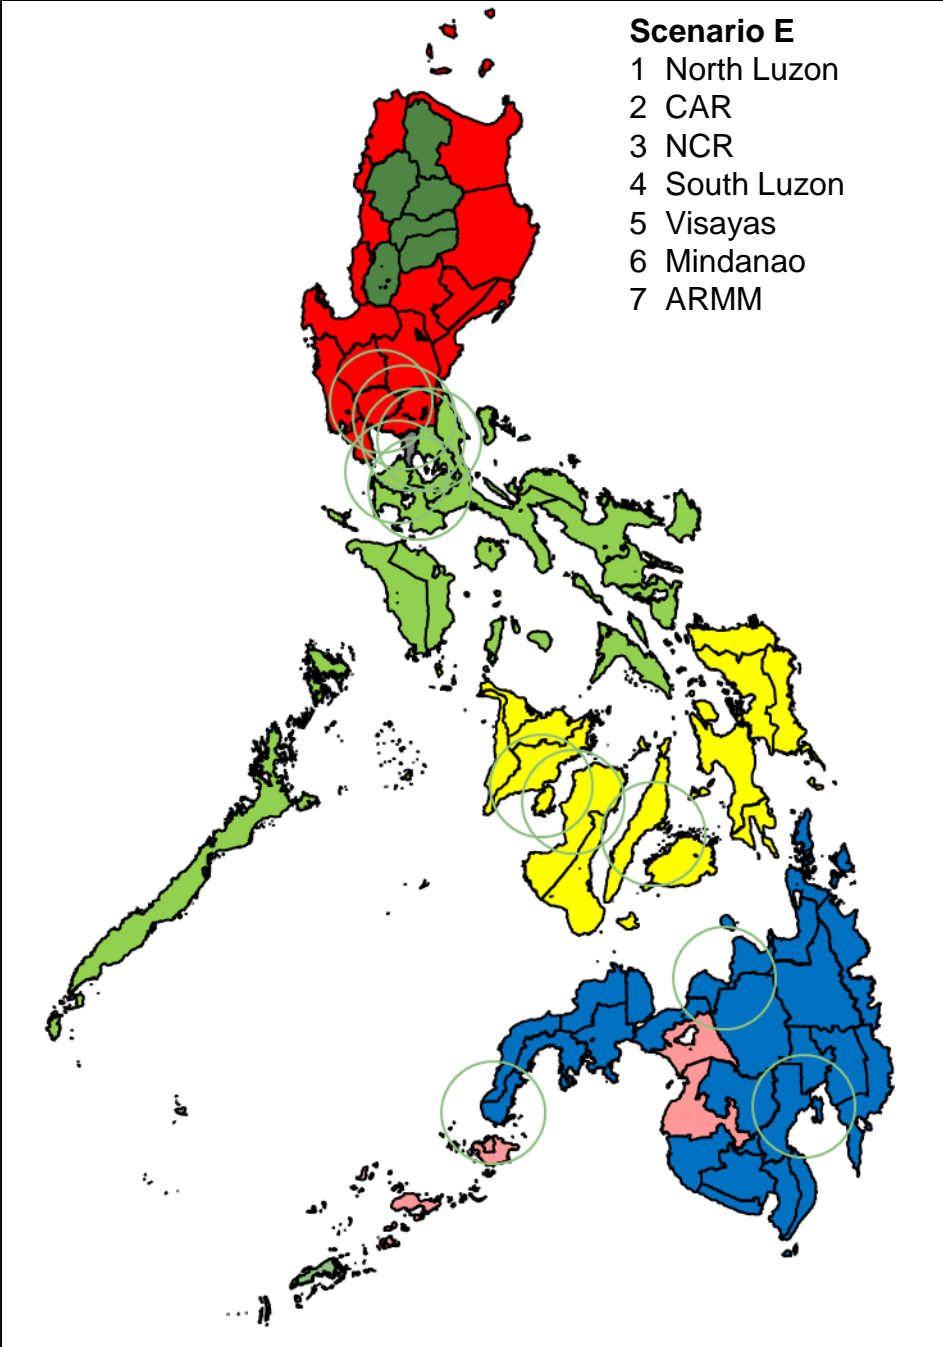 Scenario E
1 North Luzon
2 CAR
3 NCR
4 South Luzon
5 Visayas
6 Mindanao
7 ARMM